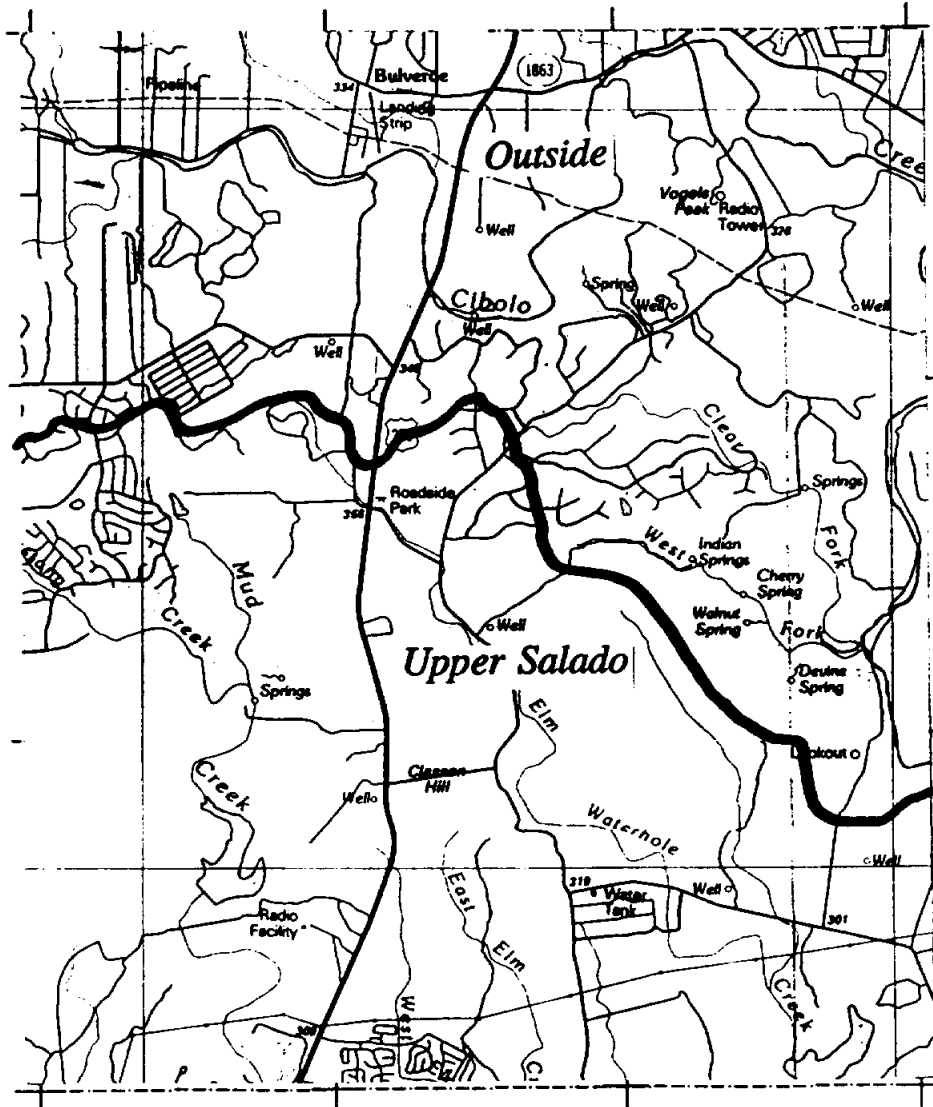 Pipeline
Bulverde
1863
334
Landing
Strip
Outside
Cree
Vogels
Peak
Radio
Tower
326
Well
Spring
Well
Well
Cibolo
Well
Well
Clear
Springs
Roadside
Park
Fork
West
Indian
Springs
Cherry
Spring
Mud
Creek
Walnut
Spring
Fork
Well
Upper Salado
Devine
Spring
Springs
Elm
Lookout
Classen
Hill
Creek
Well
Waterhole
Well
East
319
Water
Tank
Well
Radio
Facility
301
Elm
Creek
West